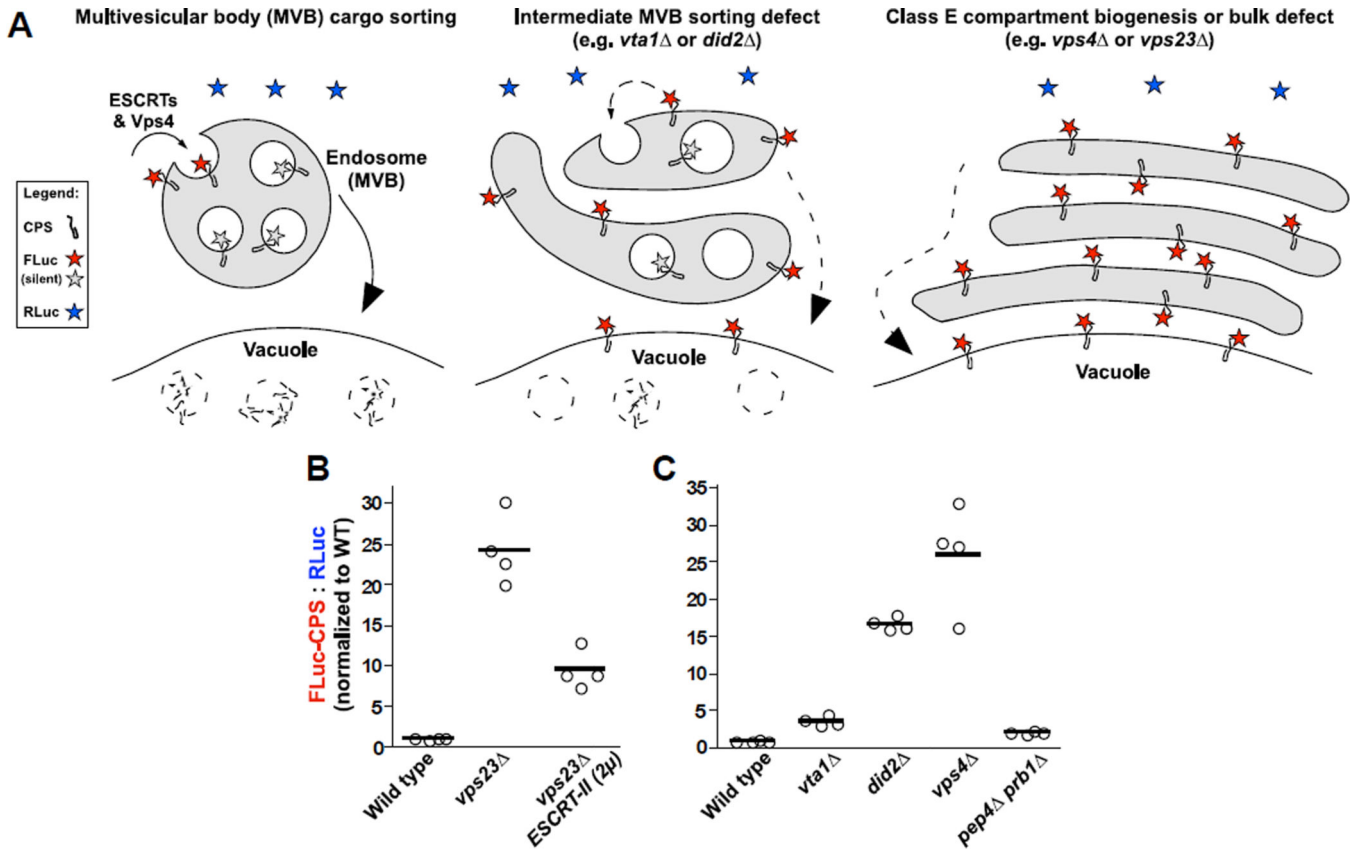 A
Multivesicular body (MVB) cargo sorting
Intermediate MVB sorting defect
(e.g. vta1Δ or did2Δ)
Class E compartment biogenesis or bulk defect
(e.g. vps4Δ or vps23Δ)
ESCRTs
& Vps4
Endosome
(MVB)
Legend:
CPS
FLuc
(silent)
RLuc
Vacuole
Vacuole
Vacuole
B
FLuc-CPS : RLuc
(normalized to WT)
30
25
20
15
10
5
0
Wild type
vps23Δ
vps23Δ
ESCRT-II (2µ)
C
35
30
25
20
15
10
5
0
Wild type
vta1Δ
did2Δ
vps4Δ
pep4Δ prb1Δ